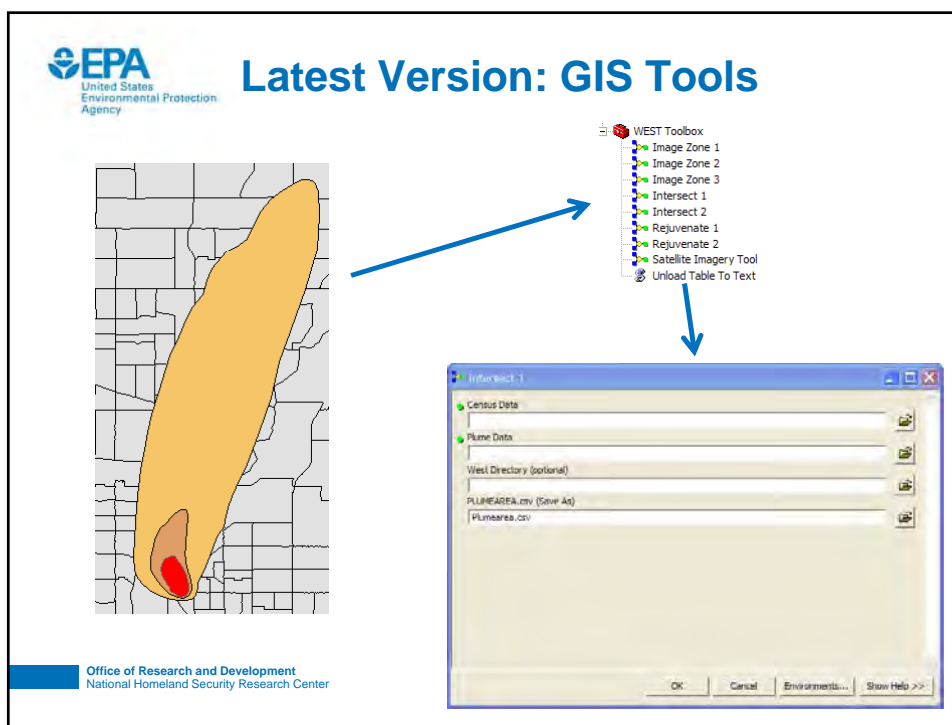 EPA
United States
Environmental Protection
Agency
Latest Version: GIS Tools
WEST Toolbox
Image Zone 1
Image Zone 2
Image Zone 3
Intersect 1
Intersect 2
Rejuvenate 1
Rejuvenate 2
Satellite Imagery Tool
Unload Table To Text
Intersect 1
Census Data
Plume Data
West Directory (optional)
PLUMEAREA.csv (Save As)
Plumearea.csv
OK
Cancel
Environments...
Show Help >>
Office of Research and Development
National Homeland Security Research Center